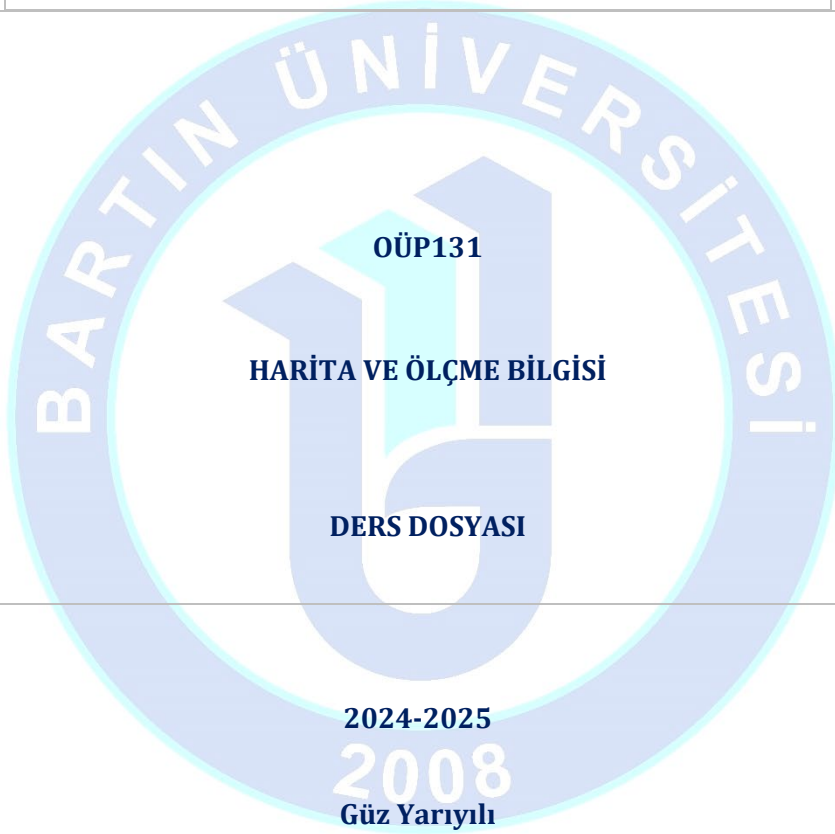 BARTIN ÜNİVERSİTESİ
OÜP131
HARİTA VE ÖLÇME BİLGİSİ
DERS DOSYASI
2024-2025
2008
Güz Yarıyılı